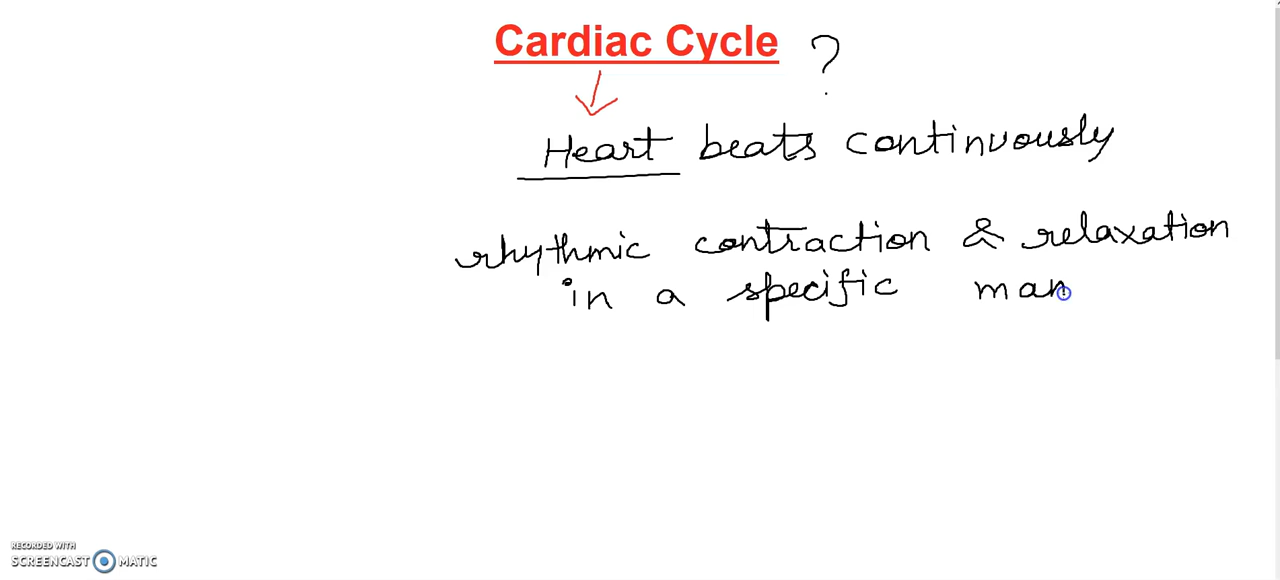 Cardiac Cycle ?
Heart beats continuously
rhythmic contraction & relaxation
in a specific man
RECORDED WITH
SCREENCAST MATIC